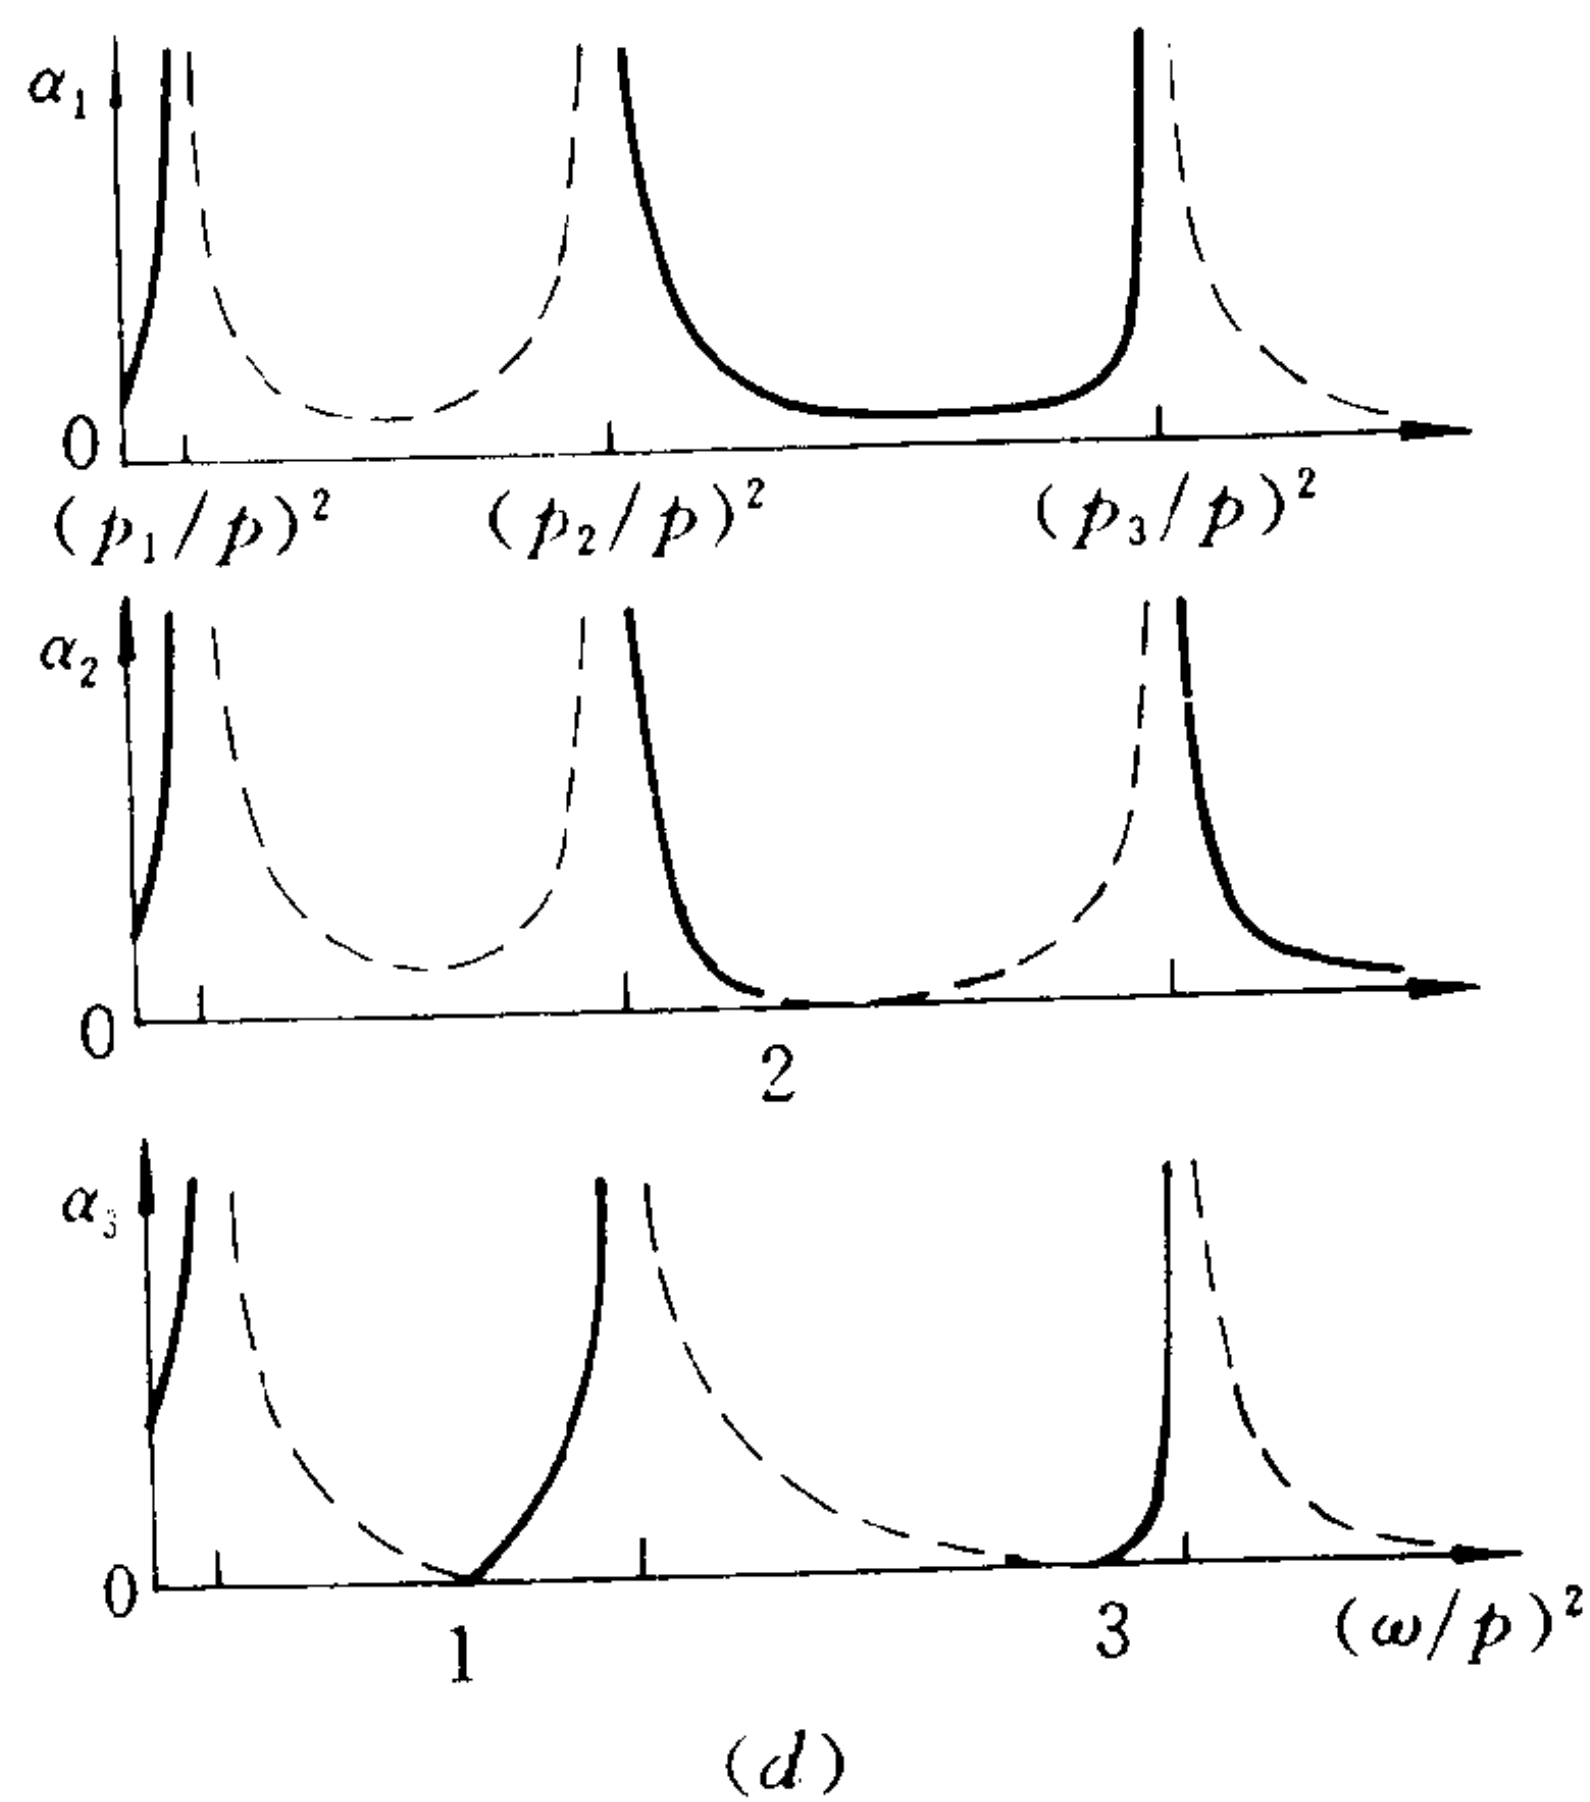 α₁
0
(p₁/p)² (p₂/p)² (p₃/p)²
α₂
0
2
α₃
0
1 3 (ω/p)²
(d)